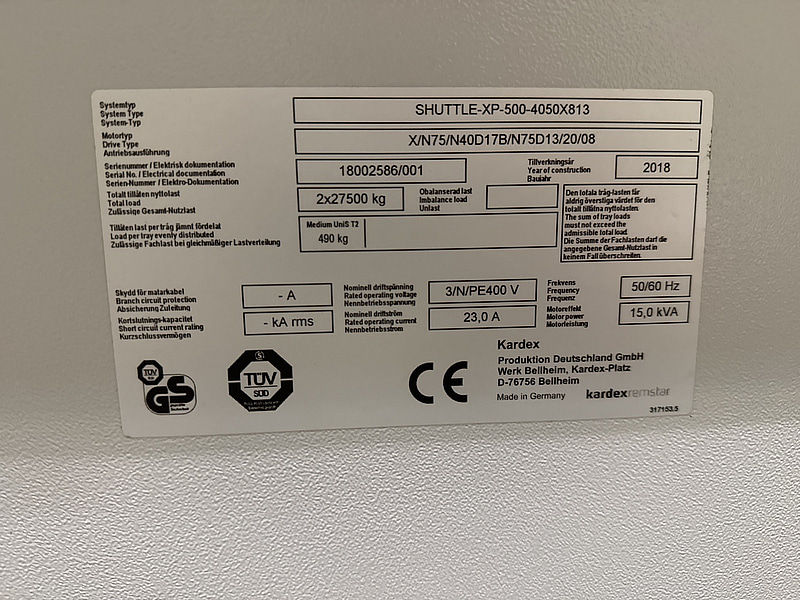 Systemtyp
System Type
System-Typ
SHUTTLE-XP-500-4050X813
Motortyp
Drive Type
Antriebsausführung
X/N75/N40D17B/N75D13/20/08
Serienummer / Elektrisk dokumentation
Serial No. / Electrical documentation
Serien-Nummer / Elektro-Dokumentation
18002586/001
Tillverkningsår
Year of construction
Baujahr
2018
Totalt tillåten nyttolast
Total load
Zulässige Gesamt-Nutzlast
2x27500 kg
Obalanserad last
Imbalance load
Unlast
Den totala tråg-lasten får
aldrig överstiga värdet för den
totalt tillåtna nyttolasten.
The sum of tray loads
must not exceed the
admissible total load.
Die Summe der Fachlasten darf die
angegebene Gesamt-Nutzlast in
keinem Fall überschreiten.
Tillåten last per tråg jämnt fördelat
Load per tray evenly distributed
Zulässige Fachlast bei gleichmäßiger Lastverteilung
Medium UniS T2
490 kg
Skydd för matarkabel
Branch circuit protection
Absicherung Zuleitung
- A
Nominell driftspänning
Rated operating voltage
Nennbetriebsspannung
3/N/PE400 V
Frekvens
Frequency
Frequenz
50/60 Hz
Kortslutnings-kapacitet
Short circuit current rating
Kurzschlussvermögen
- kA rms
Nominell driftström
Rated operating current
Nennbetriebsstrom
23,0 A
Motoreffekt
Motor power
Motorleistung
15,0 kVA
TÜV
SÜD
GS
TÜV
SÜD
CE
Kardex
Produktion Deutschland GmbH
Werk Bellheim, Kardex-Platz
D-76756 Bellheim
Made in Germany
kardexremstar
317153.5